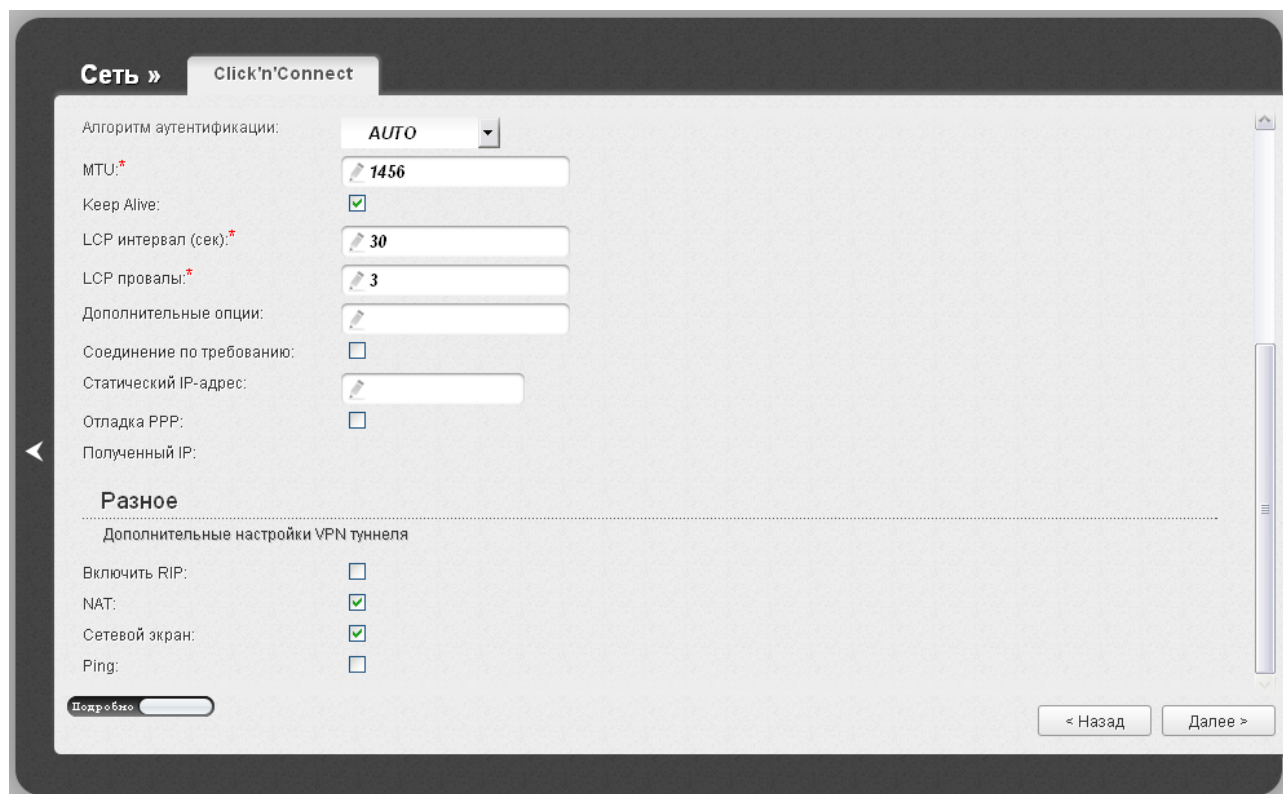 Сеть »
Click'n'Connect
Алгоритм аутентификации: AUTO
MTU:* 1456
Keep Alive:
LCP интервал (сек):* 30
LCP провалы:* 3
Дополнительные опции:
Соединение по требованию:
Статический IP-адрес:
Отладка PPP:
Полученный IP:
Разное
Дополнительные настройки VPN туннеля
Включить RIP:
NAT:
Сетевой экран:
Ping:
Подробно
< Назад
Далее >